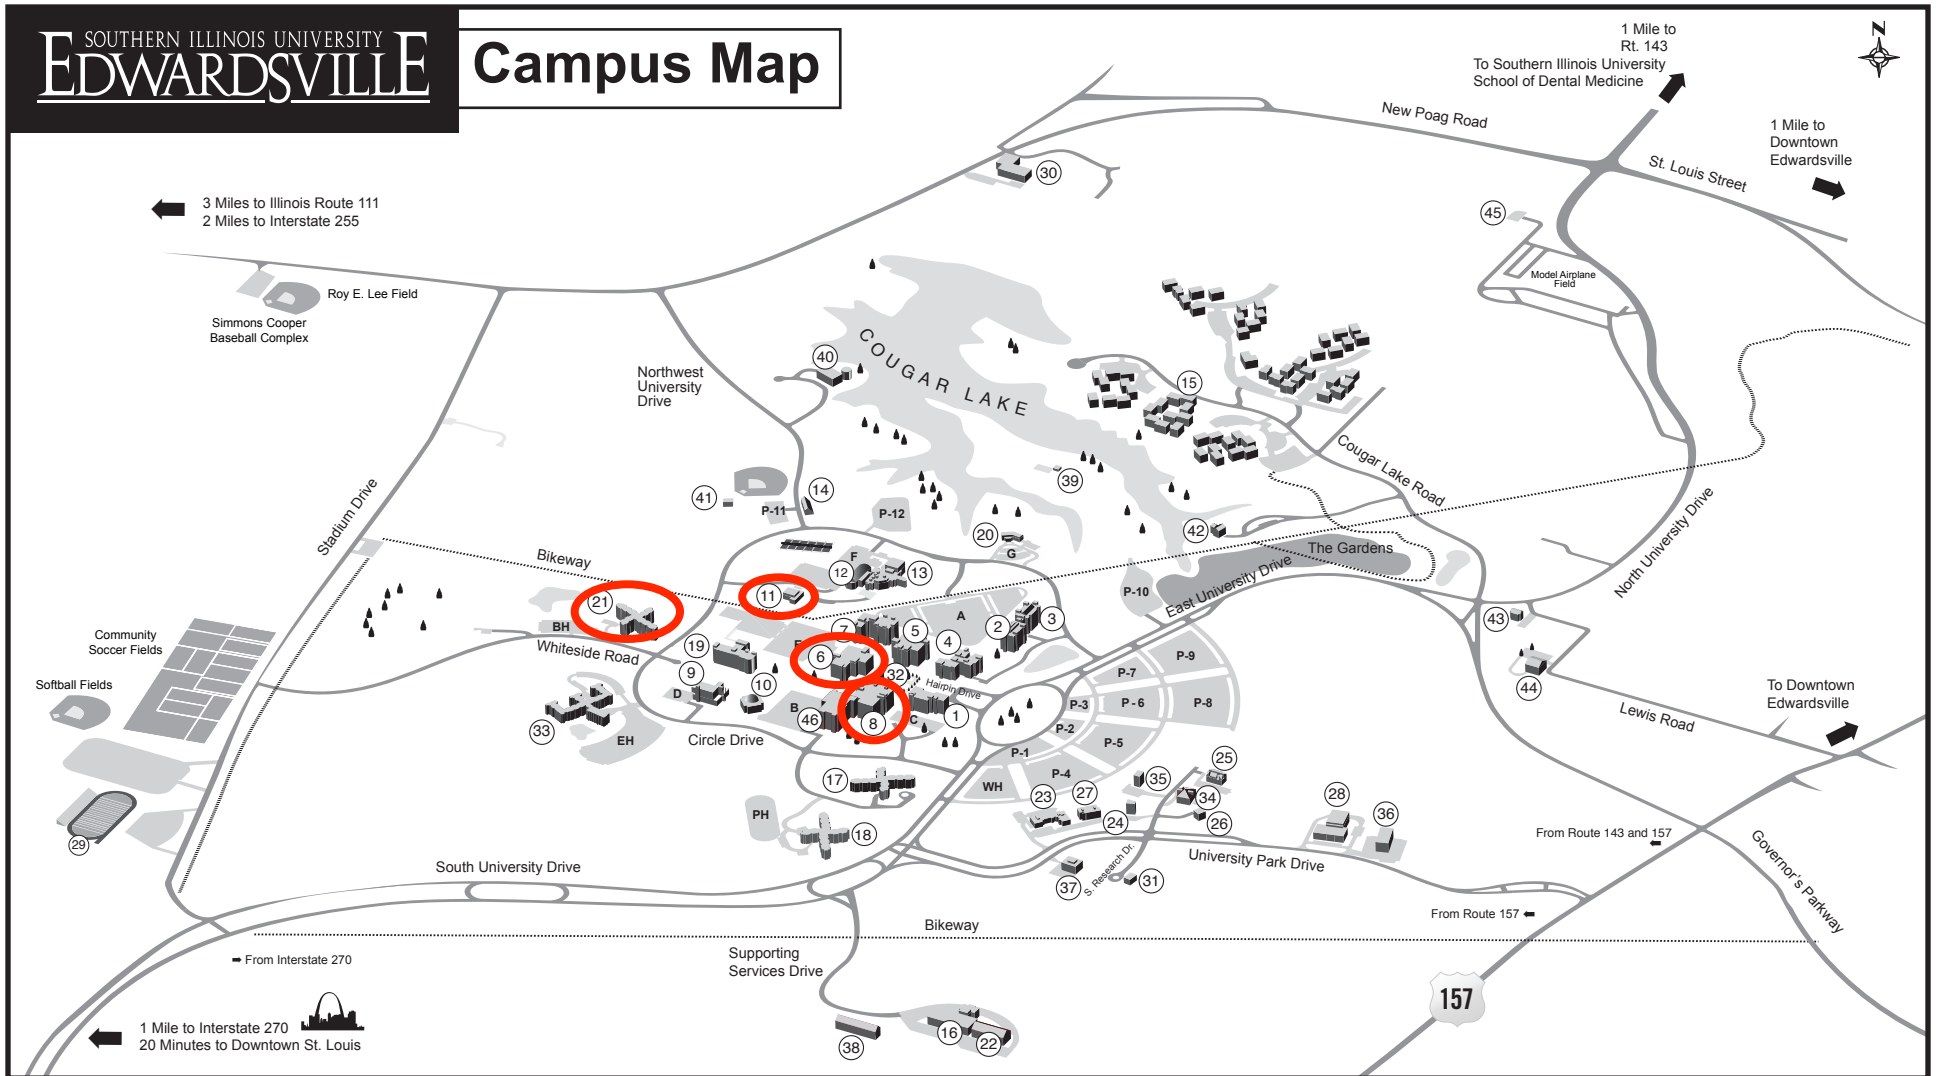 SOUTHERN ILLINOIS UNIVERSITY
EDWARDSVILLE
Campus Map
1 Mile to
Rt. 143
To Southern Illinois University
School of Dental Medicine
N
New Poag Road
1 Mile to
Downtown
Edwardsville
St. Louis Street
3 Miles to Illinois Route 111
2 Miles to Interstate 255
30
45
Model Airplane
Field
Roy E. Lee Field
Simmons Cooper
Baseball Complex
COUGAR LAKE
40
Northwest
University
Drive
15
Cougar Lake Road
39
41
14
P-11
P-12
42
20
G
The Gardens
North University Drive
Stadium Drive
Bikeway
F
12
13
11
21
BH
P-10
East University Drive
A
7
5
2
3
4
43
Community
Soccer Fields
Whiteside Road
19
E
6
P-9
P-7
44
9
32
Hairpin Drive
Softball Fields
D
10
B
46
8
C
1
P-3
P-6
P-8
To Downtown
Edwardsville
Lewis Road
33
EH
Circle Drive
P-2
P-1
P-5
17
P-4
WH
35
25
23
27
34
28
36
PH
18
24
26
29
From Route 143 and 157
South University Drive
S. Research Dr.
University Park Drive
Governor's Parkway
37
31
From Route 157
Bikeway
Supporting
Services Drive
From Interstate 270
157
1 Mile to Interstate 270
20 Minutes to Downtown St. Louis
38
16
22